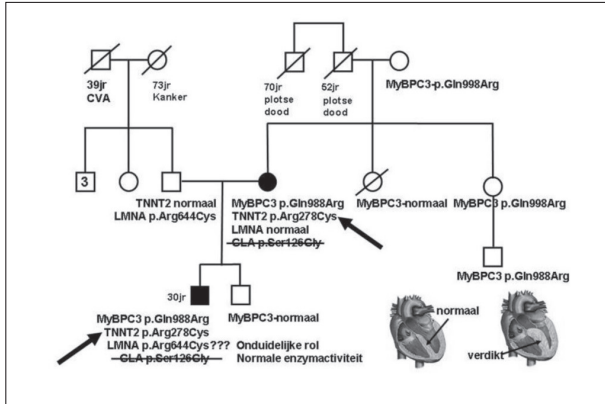 39jr
CVA
73jr
Kanker
70jr
plotse
dood
52jr
plotse
dood
MyBPC3-p.Gln998Arg
3
TNNT2 normaal
LMNA p.Arg644Cys
MyBPC3 p.Gln988Arg
TNNT2 p.Arg278Cys
LMNA normaal
GLA p.Ser126Gly
MyBPC3-normaal
MyBPC3 p.Gln998Arg
MyBPC3 p.Gln988Arg
30jr
MyBPC3 p.Gln988Arg
TNNT2 p.Arg278Cys
LMNA p.Arg644Cys??? Onduidelijke rol
GLA p.Ser126Gly Normale enzymactiviteit
MyBPC3-normaal
normaal
verdikt